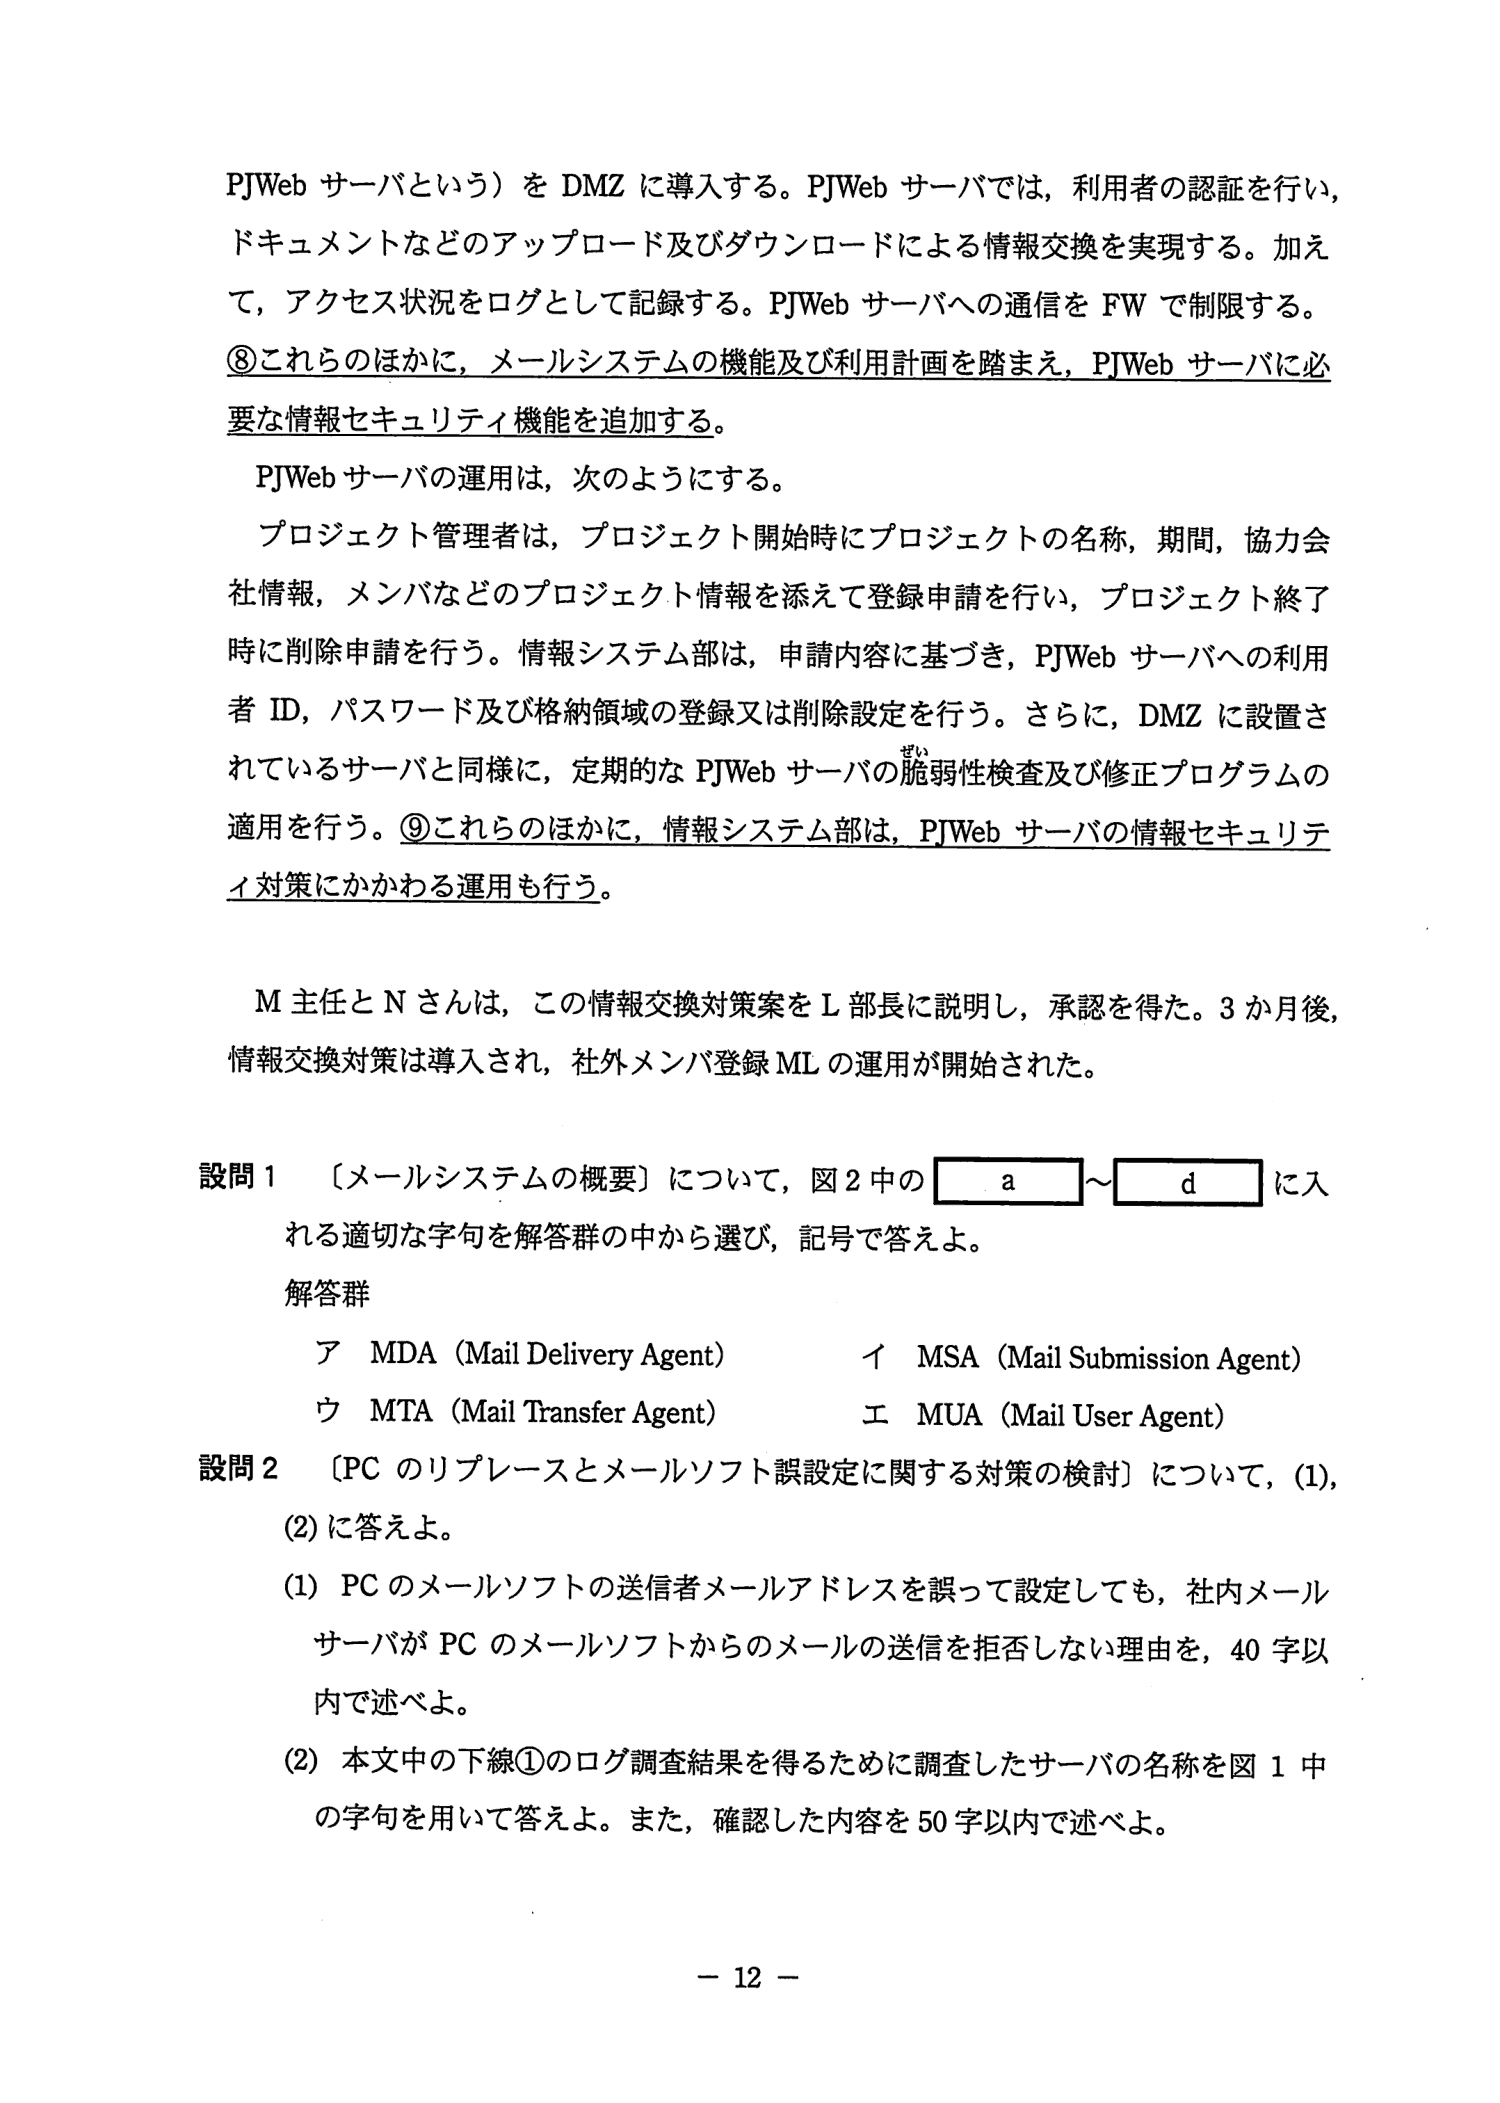 PJWeb サーバという）を DMZ に導入する。PJWeb サーバでは，利用者の認証を行い，
ドキュメントなどのアップロード及びダウンロードによる情報交換を実現する。加え
て，アクセス状況をログとして記録する。PJWeb サーバへの通信を FW で制限する。
⑧これらのほかに，メールシステムの機能及び利用計画を踏まえ，PJWeb サーバに必
要な情報セキュリティ機能を追加する。
PJWeb サーバの運用は，次のようにする。
プロジェクト管理者は，プロジェクト開始時にプロジェクトの名称，期間，協力会
社情報，メンバなどのプロジェクト情報を添えて登録申請を行い，プロジェクト終了
時に削除申請を行う。情報システム部は，申請内容に基づき，PJWeb サーバへの利用
者 ID，パスワード及び格納領域の登録又は削除設定を行う。さらに，DMZ に設置さ
ぜい
れているサーバと同様に，定期的な PJWeb サーバの脆弱性検査及び修正プログラムの
適用を行う。⑨これらのほかに，情報システム部は，PJWeb サーバの情報セキュリテ
ィ対策にかかわる運用も行う。
M 主任と N さんは，この情報交換対策案を L 部長に説明し，承認を得た。3 か月後，
情報交換対策は導入され，社外メンバ登録 ML の運用が開始された。
設問 1 〔メールシステムの概要〕について，図 2 中の a ～ d に入
れる適切な字句を解答群の中から選び，記号で答えよ。
解答群
ア MDA（Mail Delivery Agent） イ MSA（Mail Submission Agent）
ウ MTA（Mail Transfer Agent） エ MUA（Mail User Agent）
設問 2 〔PC のリプレースとメールソフト誤設定に関する対策の検討〕について，(1)，
(2) に答えよ。
(1) PC のメールソフトの送信者メールアドレスを誤って設定しても，社内メール
サーバが PC のメールソフトからのメールの送信を拒否しない理由を，40 字以
内で述べよ。
(2) 本文中の下線①のログ調査結果を得るために調査したサーバの名称を図 1 中
の字句を用いて答えよ。また，確認した内容を 50 字以内で述べよ。
－ 12 －